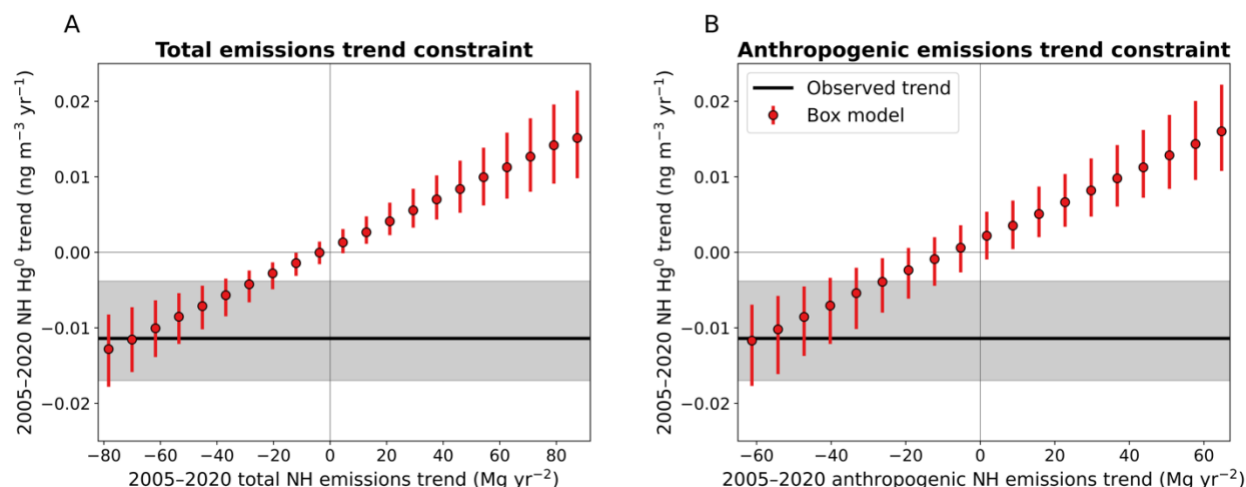 A
Total emissions trend constraint
2005–2020 NH Hg⁰ trend (ng m⁻³ yr⁻¹)
0.02
0.01
0.00
−0.01
−0.02
−80 −60 −40 −20 0 20 40 60 80
2005–2020 total NH emissions trend (Mg yr⁻²)
B
Anthropogenic emissions trend constraint
Observed trend
Box model
2005–2020 NH Hg⁰ trend (ng m⁻³ yr⁻¹)
0.02
0.01
0.00
−0.01
−0.02
−60 −40 −20 0 20 40 60
2005–2020 anthropogenic NH emissions trend (Mg yr⁻²)